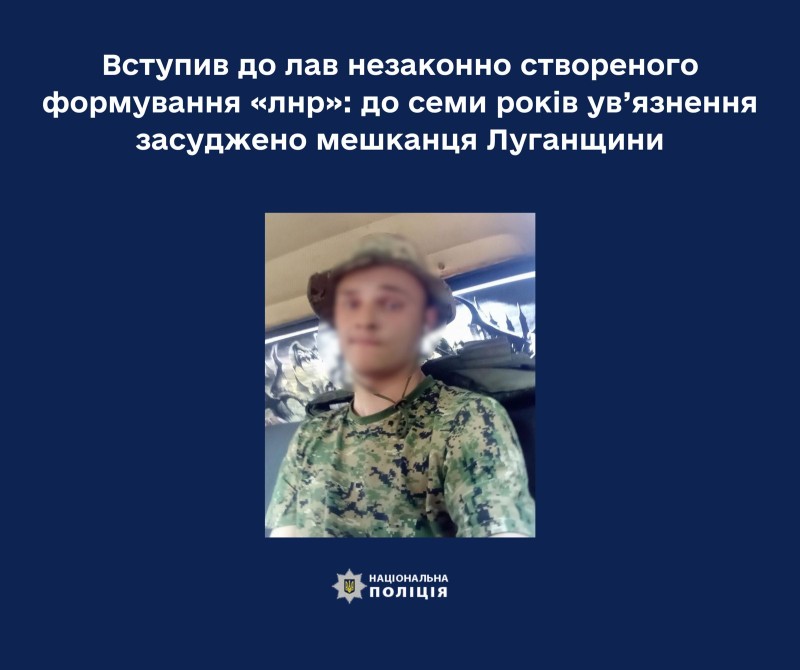 Вступив до лав незаконно створеного
формування «лнр»: до семи років ув’язнення
засуджено мешканця Луганщини
НАЦІОНАЛЬНА
ПОЛІЦІЯ